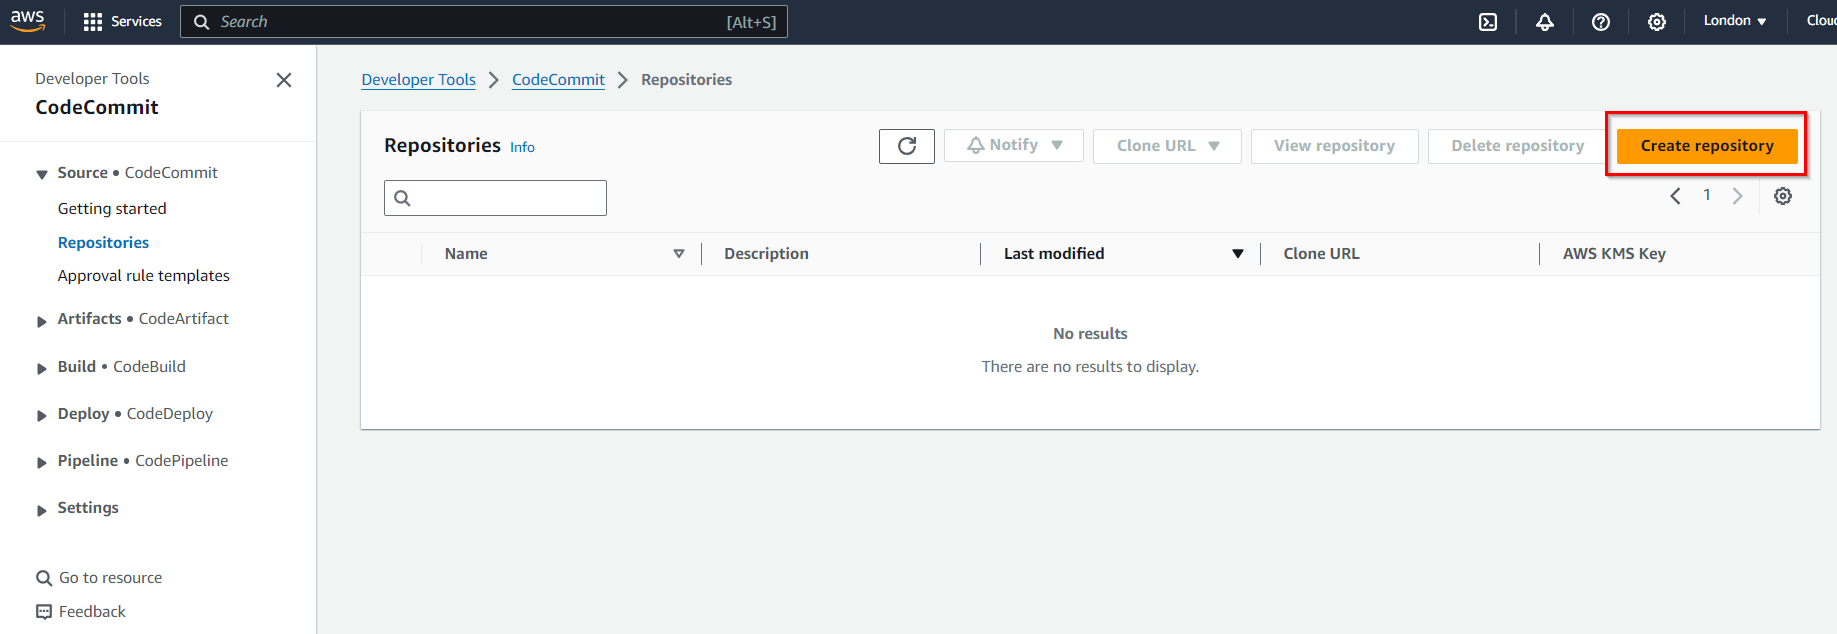 aws
Services
Search
[Alt+S]
London
Developer Tools
CodeCommit
Source • CodeCommit
Getting started
Repositories
Approval rule templates
Artifacts • CodeArtifact
Build • CodeBuild
Deploy • CodeDeploy
Pipeline • CodePipeline
Settings
Go to resource
Feedback
Developer Tools > CodeCommit > Repositories
Repositories Info
Notify
Clone URL
View repository
Delete repository
Create repository
1
Name
Description
Last modified
Clone URL
AWS KMS Key
No results
There are no results to display.